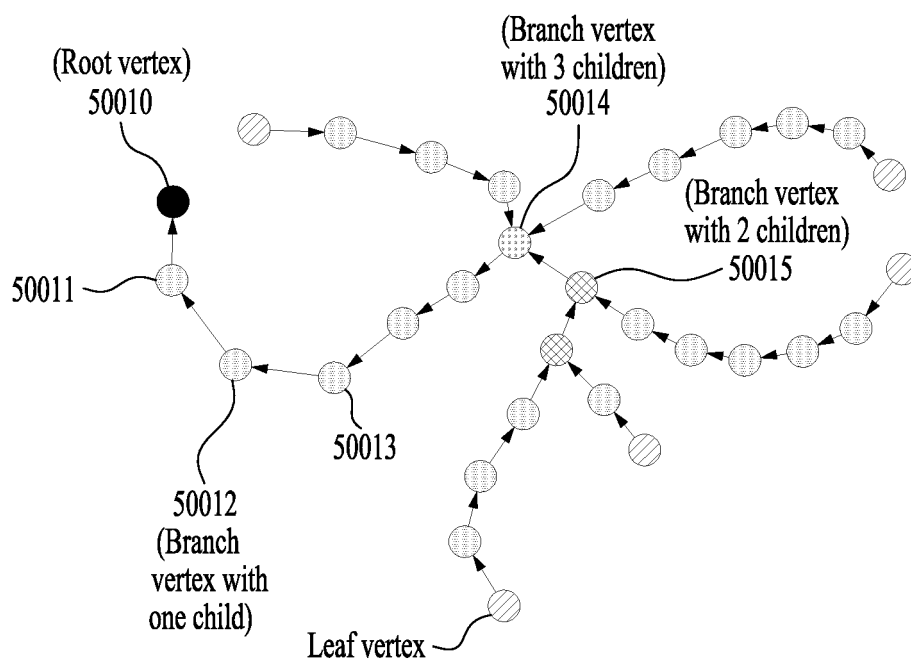 (Root vertex)
50010
(Branch vertex
with 3 children)
50014
(Branch vertex
with 2 children)
50015
50011
50013
50012
(Branch
vertex with
one child)
Leaf vertex